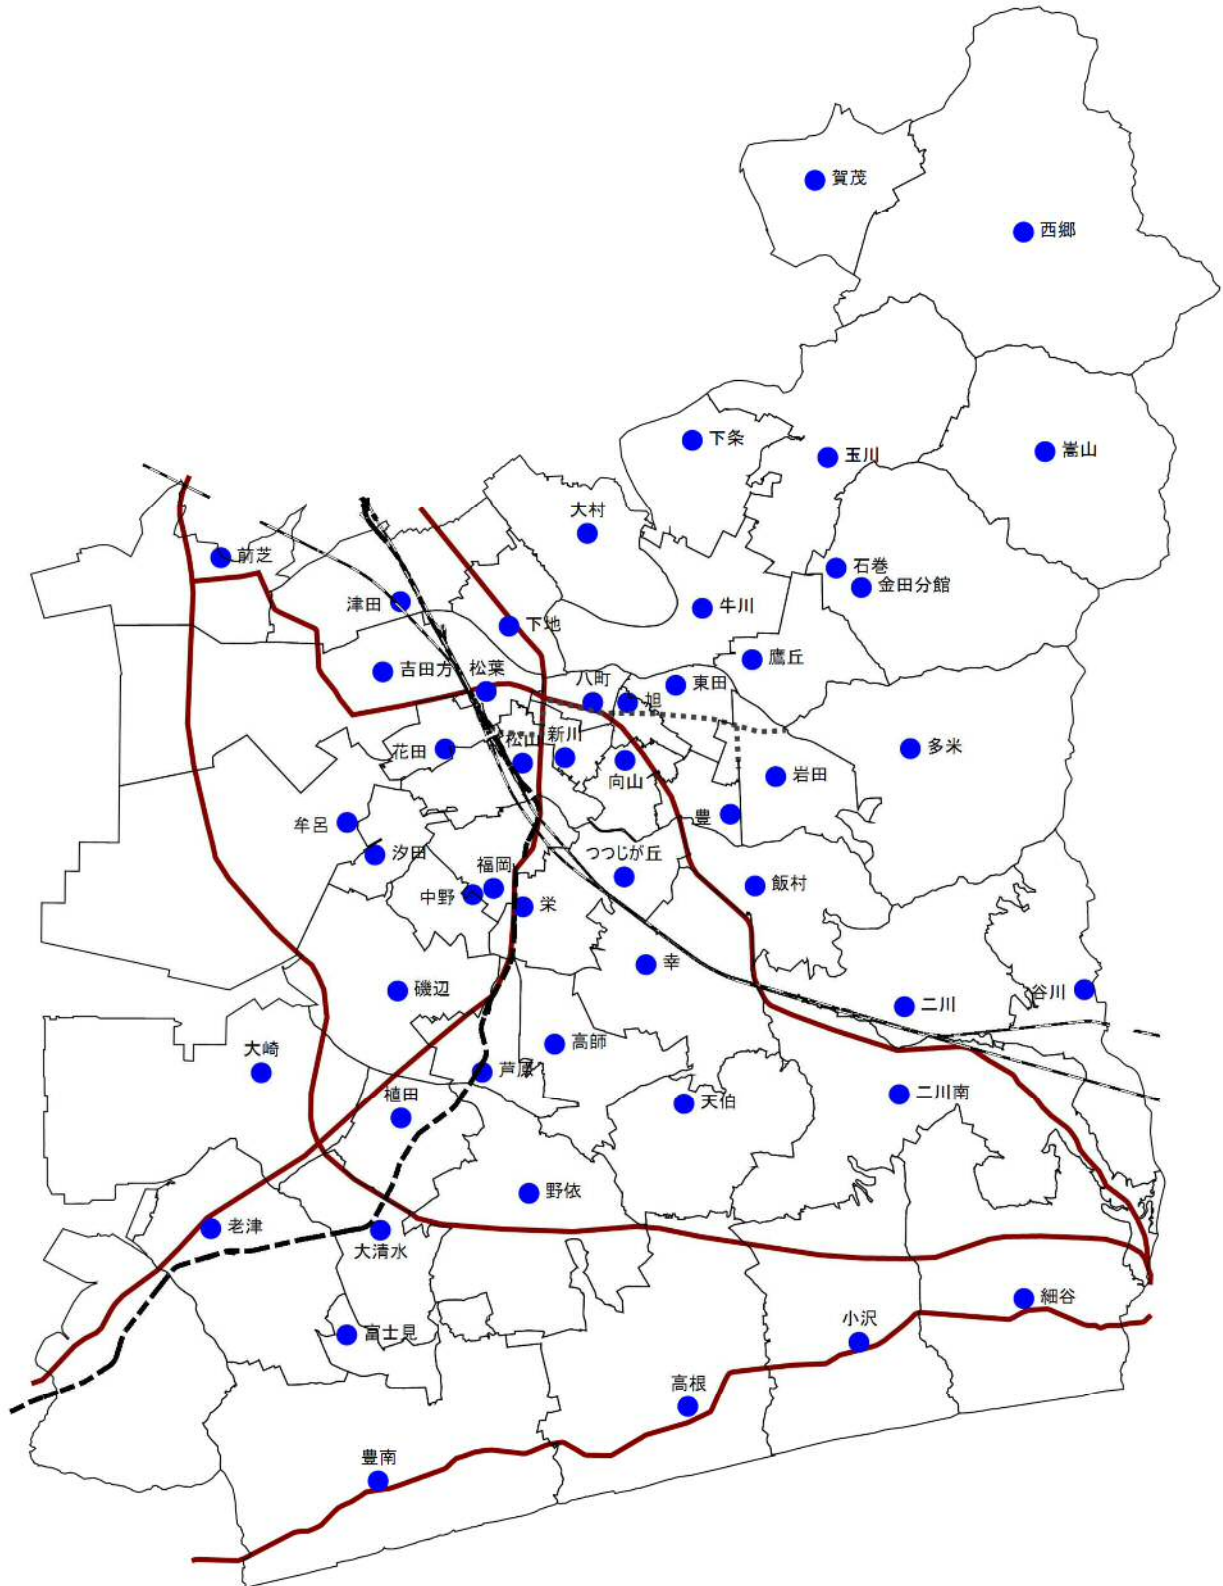 賀茂
西郷
下条
玉川
嵩山
大村
前芝
石巻
金田分館
津田
牛川
下地
鷹丘
吉田方
松葉
八町
東田
旭
花田
松山
新川
多米
向山
岩田
牟呂
豊
汐田
つつじが丘
福岡
中野
飯村
栄
幸
磯辺
谷川
二川
大崎
高師
芦原
植田
天伯
二川南
野依
老津
大清水
細谷
富士見
小沢
高根
豊南